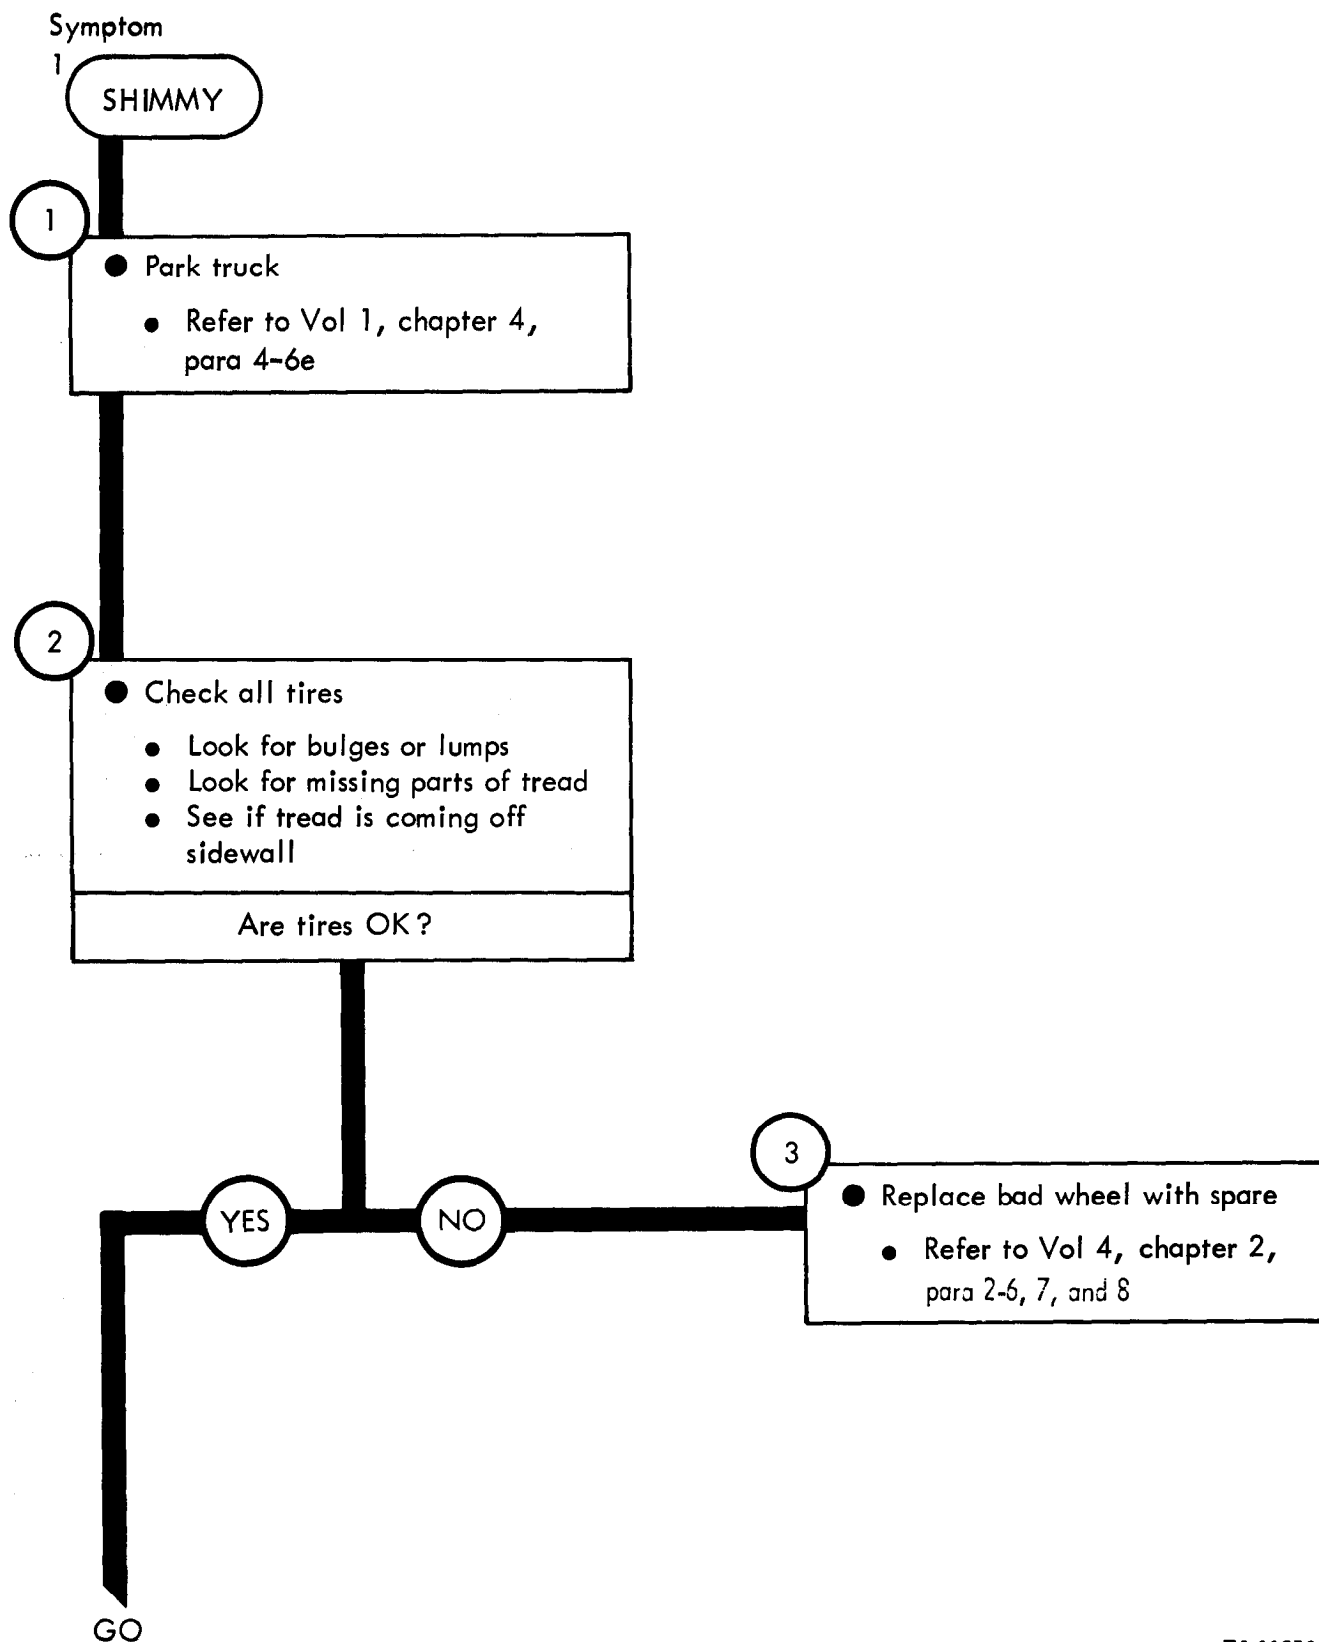 Symptom
1
SHIMMY
1
● Park truck
● Refer to Vol 1, chapter 4,
para 4-6e
2
● Check all tires
● Look for bulges or lumps
● Look for missing parts of tread
● See if tread is coming off
sidewall
Are tires OK?
YES
NO
3
● Replace bad wheel with spare
● Refer to Vol 4, chapter 2,
para 2-6, 7, and 8
GO